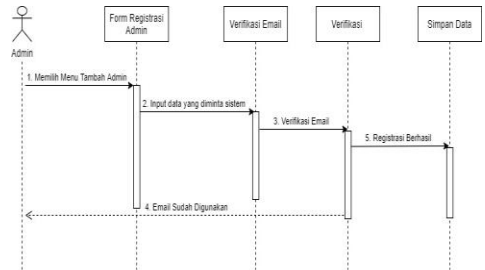 Form Registrasi
Admin
Verifikasi Email
Verifikasi
Simpan Data
Admin
1. Memilih Menu Tambah Admin
2. Input data yang diminta sistem
3. Verifikasi Email
5. Registrasi Berhasil
4. Email Sudah Digunakan